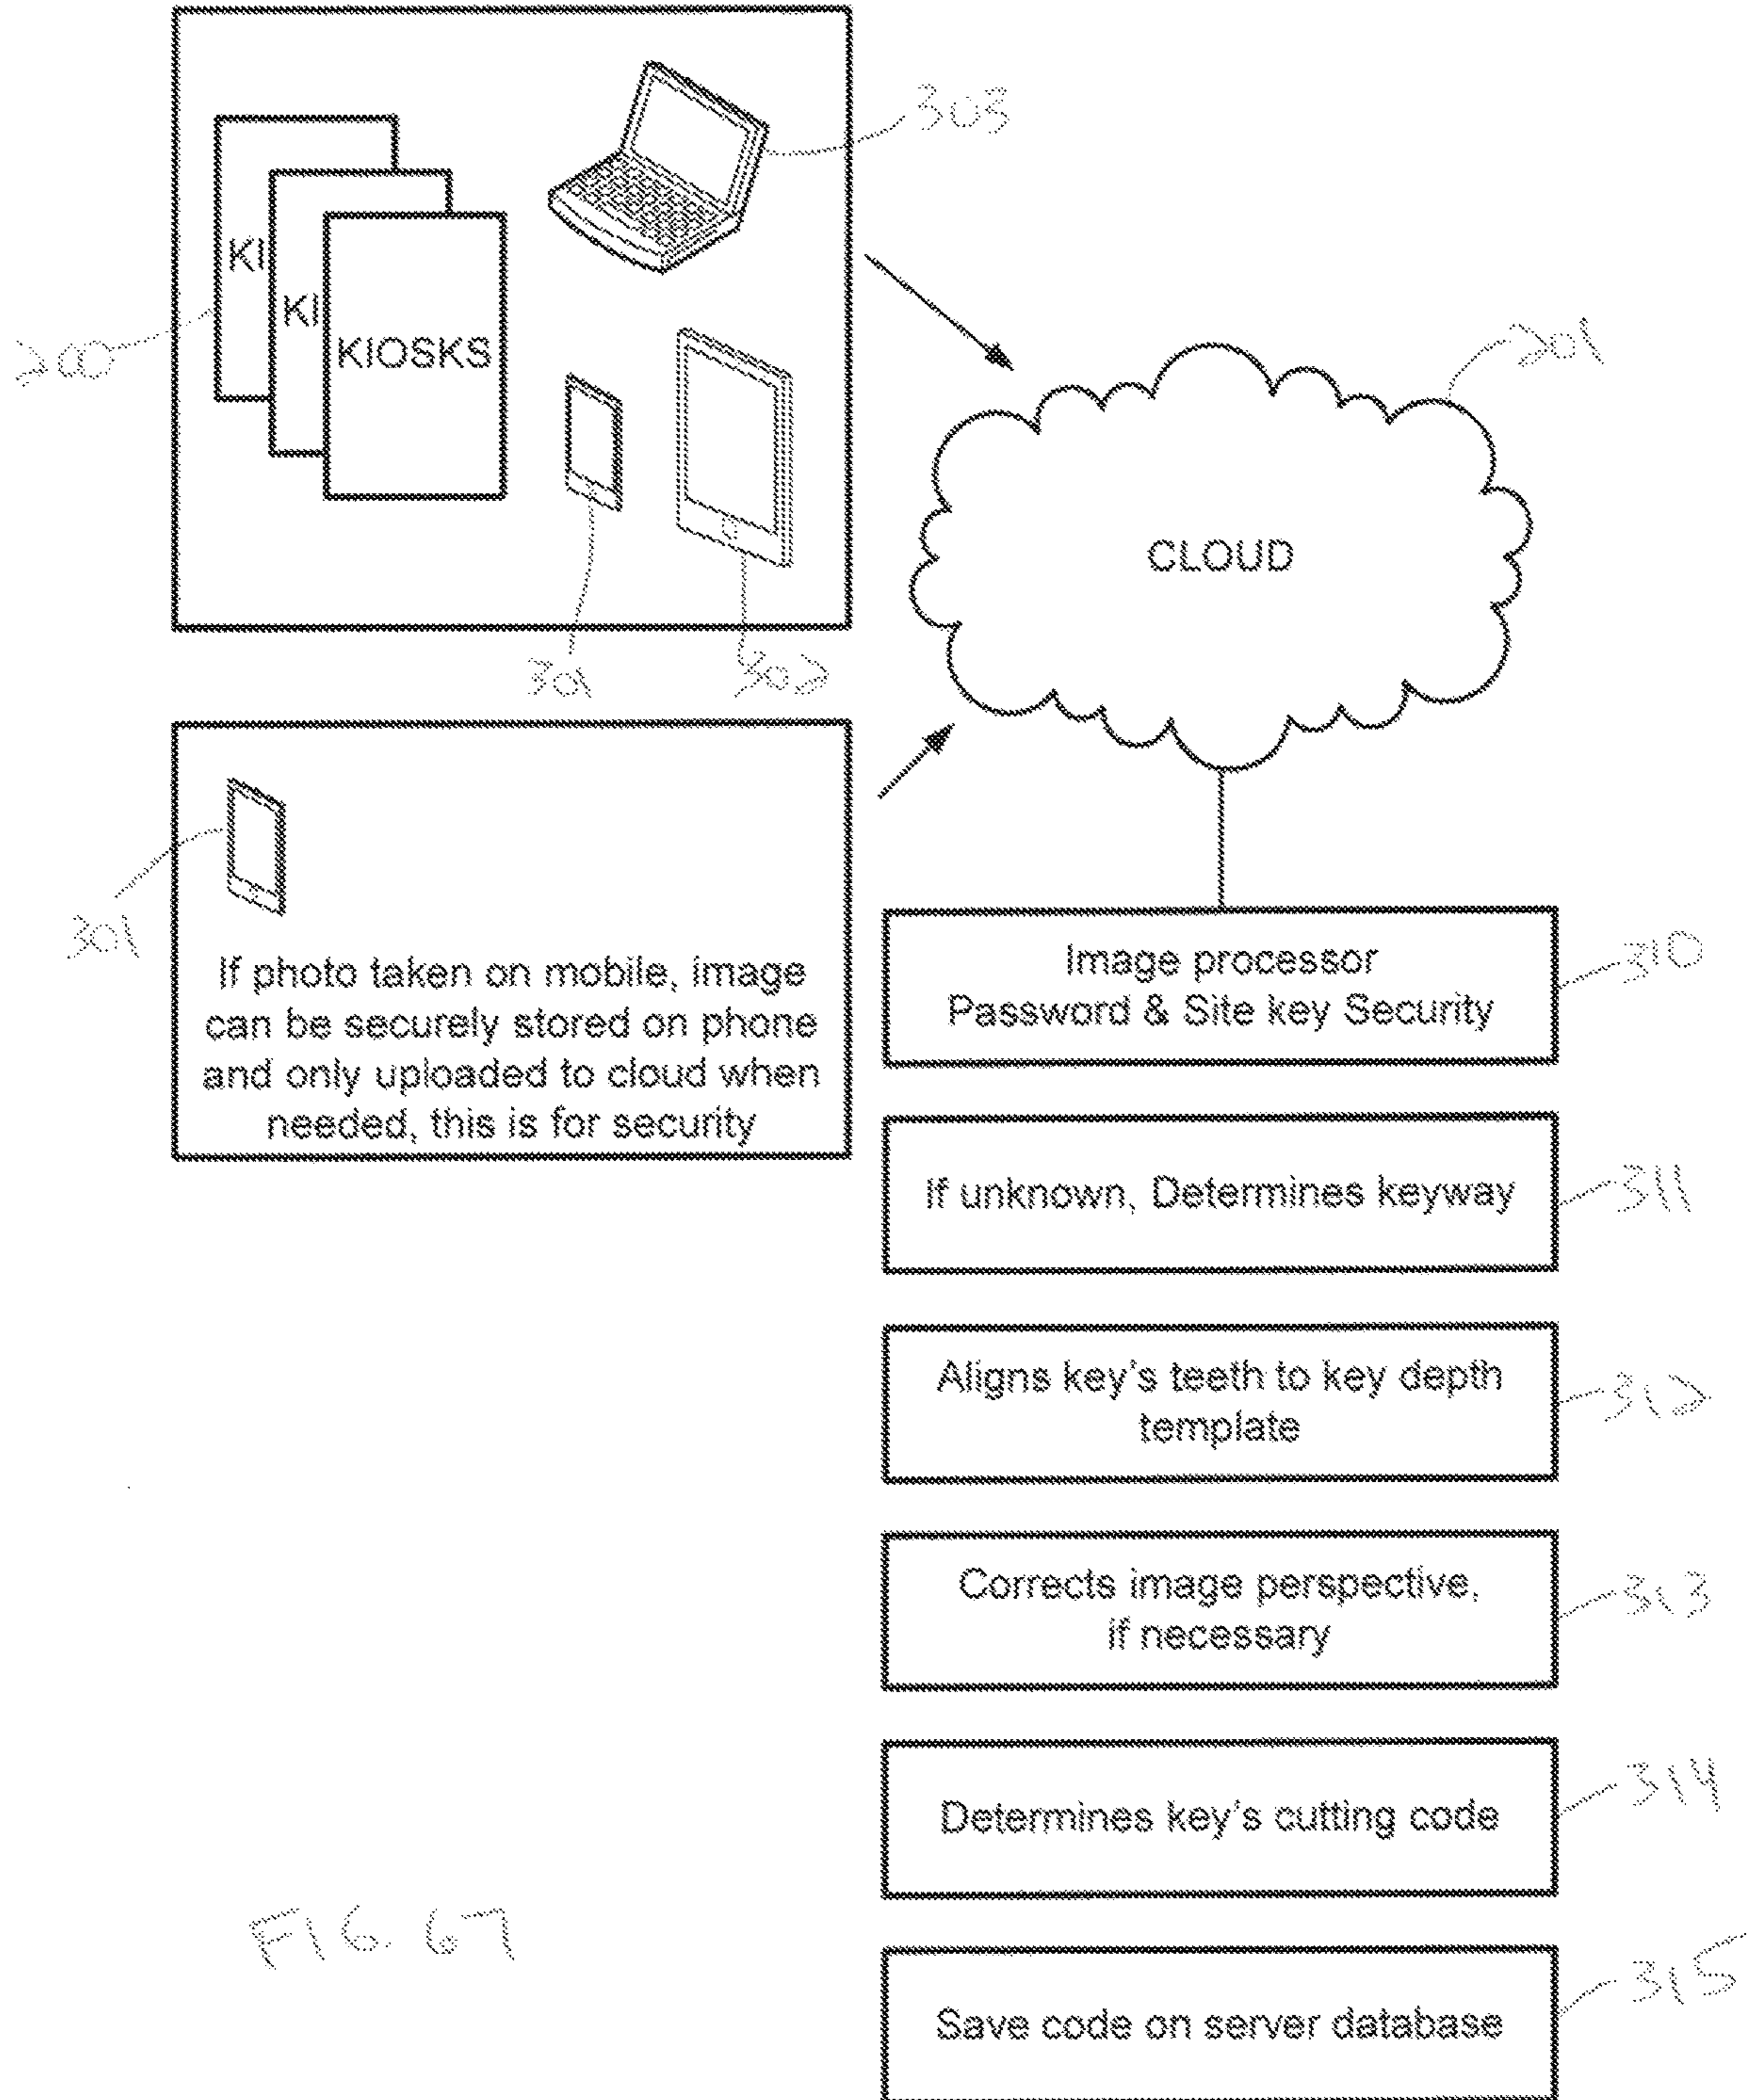 303
KI
KI
KIOSKS
200
201
CLOUD
301
302
301
If photo taken on mobile, image
can be securely stored on phone
and only uploaded to cloud when
needed, this is for security
Image processor
Password & Site key Security
310
If unknown, Determines keyway
311
Aligns key's teeth to key depth
template
312
Corrects image perspective,
if necessary
313
Determines key's cutting code
314
Save code on server database
315
FIG. 67